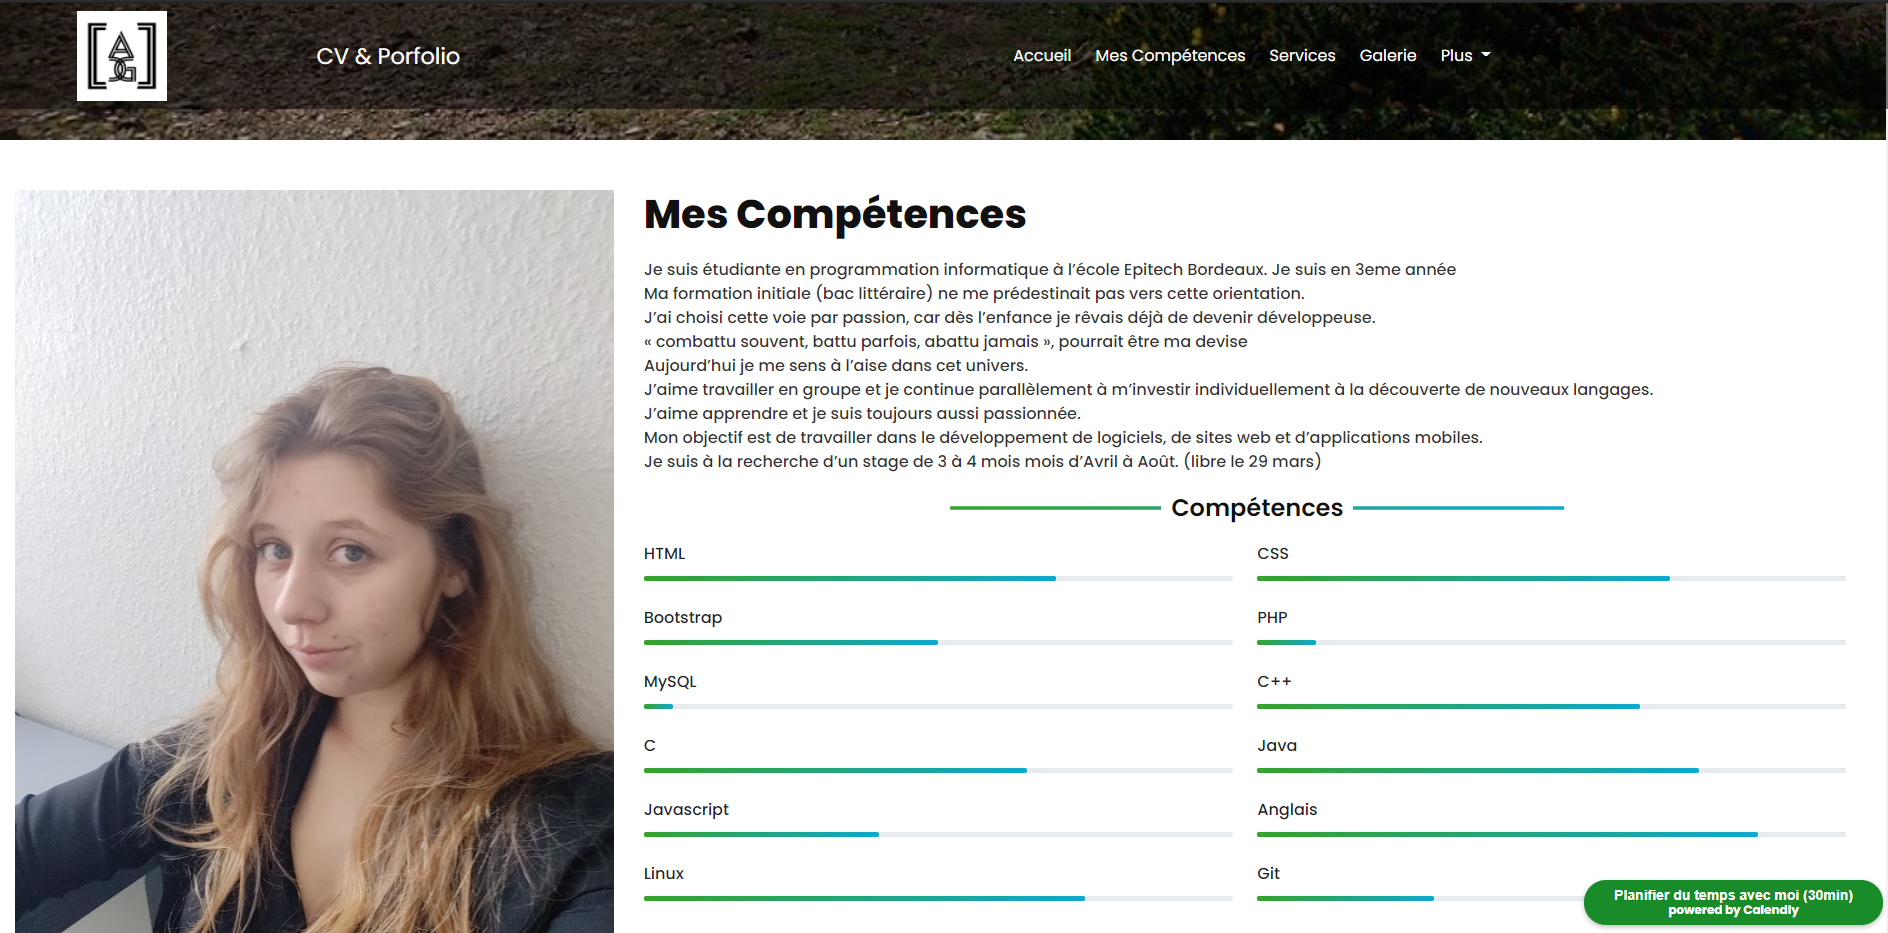 CV & Porfolio
Accueil Mes Compétences Services Galerie Plus
Mes Compétences
Je suis étudiante en programmation informatique à l’école Epitech Bordeaux. Je suis en 3eme année
Ma formation initiale (bac littéraire) ne me prédestinait pas vers cette orientation.
J’ai choisi cette voie par passion, car dès l’enfance je rêvais déjà de devenir développeuse.
« combattu souvent, battu parfois, abattu jamais », pourrait être ma devise
Aujourd’hui je me sens à l’aise dans cet univers.
J’aime travailler en groupe et je continue parallèlement à m’investir individuellement à la découverte de nouveaux langages.
J’aime apprendre et je suis toujours aussi passionnée.
Mon objectif est de travailler dans le développement de logiciels, de sites web et d’applications mobiles.
Je suis à la recherche d’un stage de 3 à 4 mois mois d’Avril à Août. (libre le 29 mars)
Compétences
HTML
CSS
Bootstrap
PHP
MySQL
C++
C
Java
Javascript
Anglais
Linux
Git
Planifier du temps avec moi (30min)
powered by Calendly